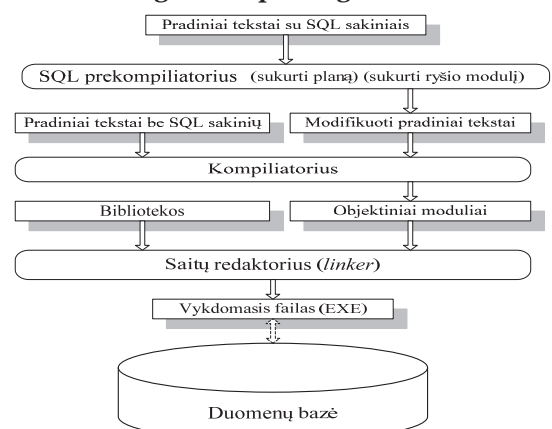 Pradiniai tekstai su SQL sakiniais
SQL prekompiliatorius (sukurti planą) (sukurti ryšio modulį)
Pradiniai tekstai be SQL sakinių
Modifikuoti pradiniai tekstai
Kompiliatorius
Bibliotekos
Objektiniai moduliai
Saitų redaktorius (linker)
Vykdomasis failas (EXE)
Duomenų bazė